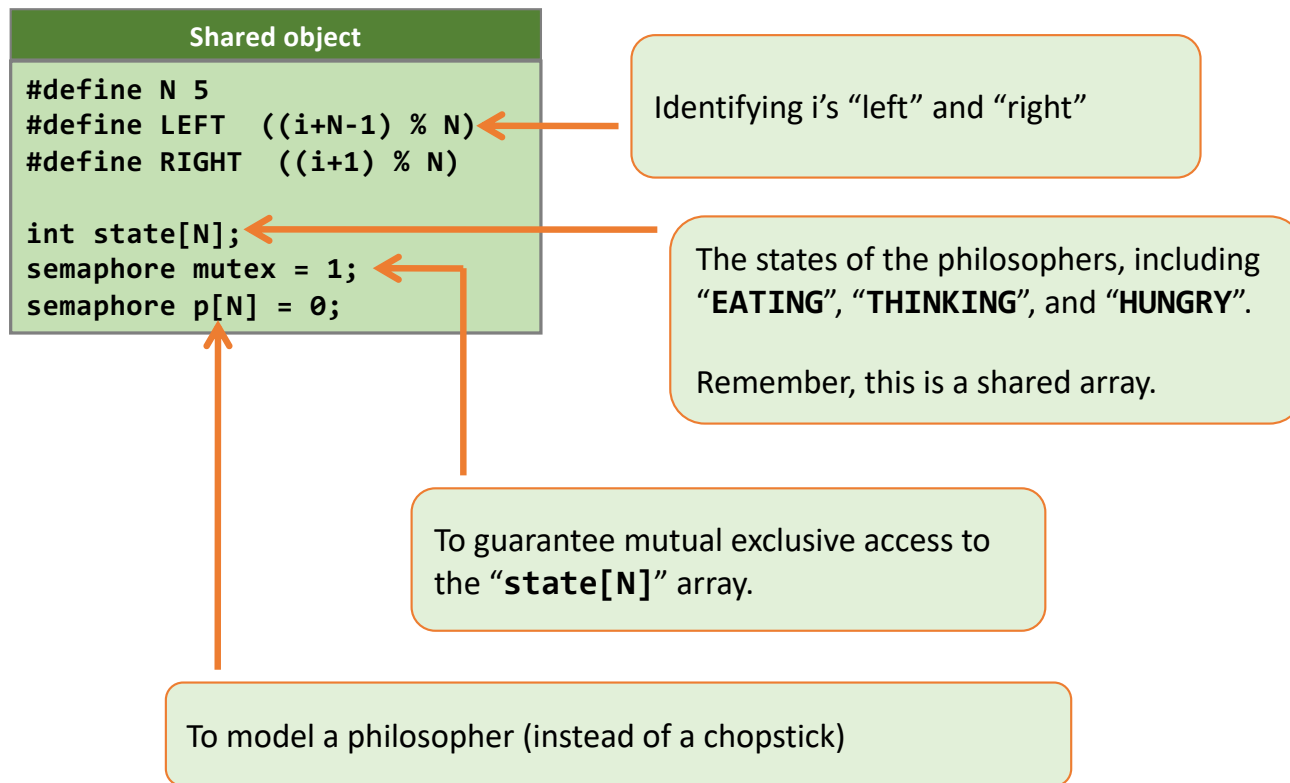 Shared object
#define N 5
#define LEFT  ((i+N-1) % N)
#define RIGHT  ((i+1) % N)
int state[N];
semaphore mutex = 1;
semaphore p[N] = 0;
Identifying i’s “left” and “right”
The states of the philosophers, including
“EATING”, “THINKING”, and “HUNGRY”.
Remember, this is a shared array.
To guarantee mutual exclusive access to
the “state[N]” array.
To model a philosopher (instead of a chopstick)